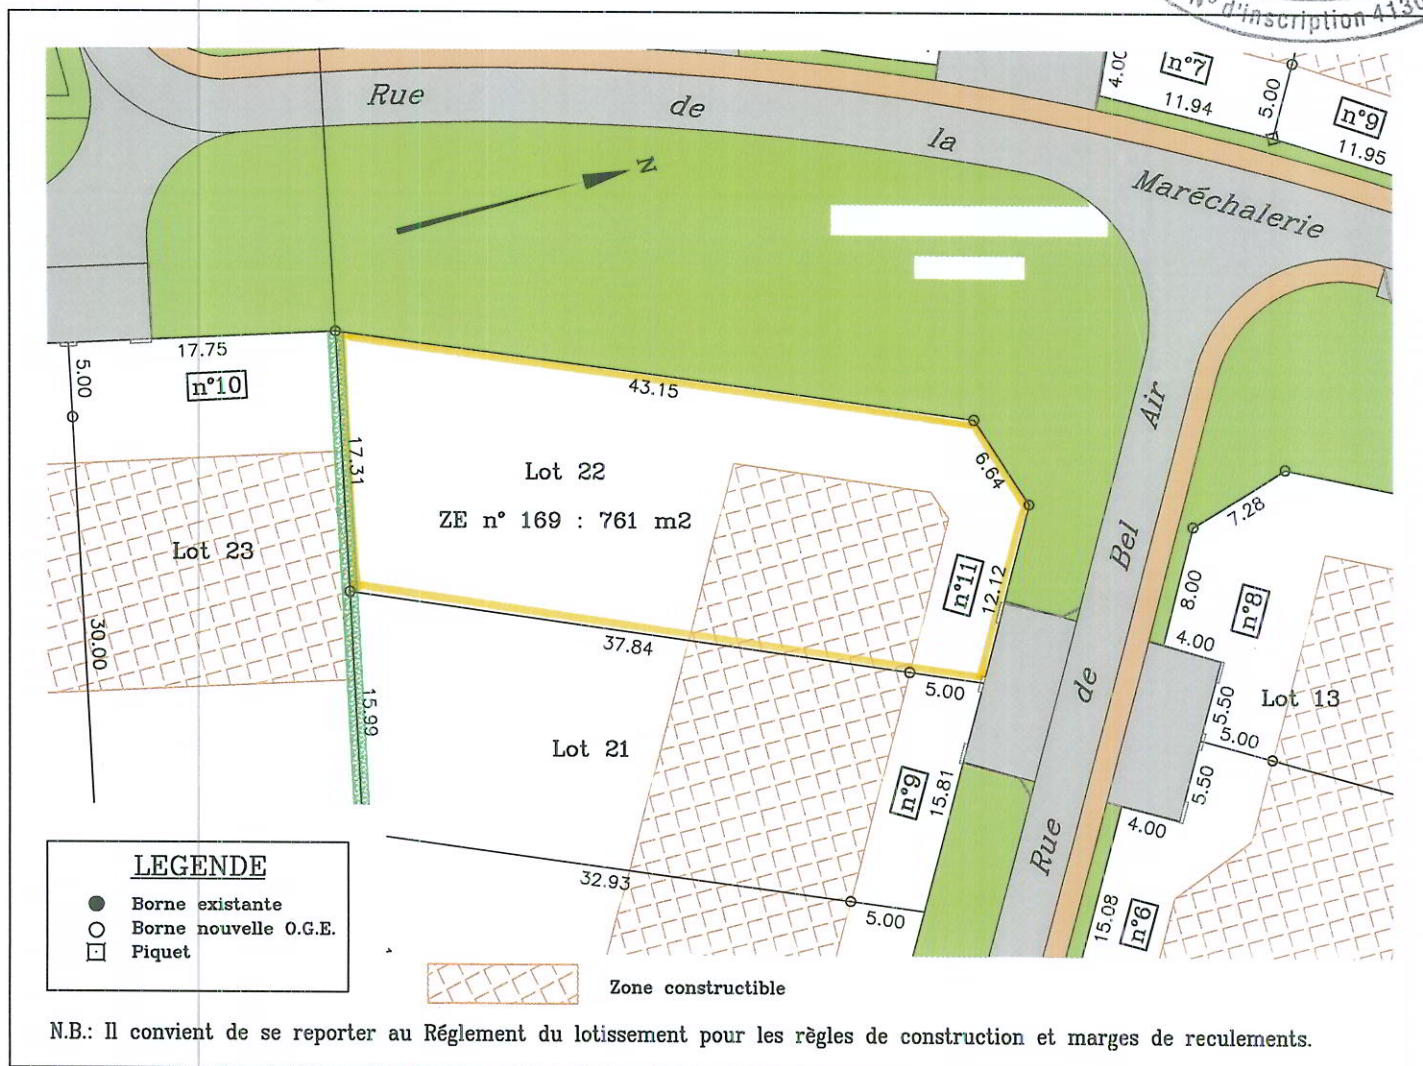 N° d'inscription 4130
Rue de la Maréchalerie
N
4.00
n°7
11.94
5.00
n°9
11.95
17.75
5.00
n°10
43.15
17.31
6.64
Lot 22
ZE n° 169 : 761 m2
Lot 23
30.00
n°11
12.12
37.84
5.00
15.99
Lot 21
n°9
15.81
32.93
5.00
Rue de Bel Air
7.28
8.00
n°8
4.00
5.50
Lot 13
5.00
5.50
4.00
15.08
n°6
LEGENDE
Borne existante
Borne nouvelle O.G.E.
Piquet
Zone constructible
N.B.: Il convient de se reporter au Réglement du lotissement pour les règles de construction et marges de reculements.